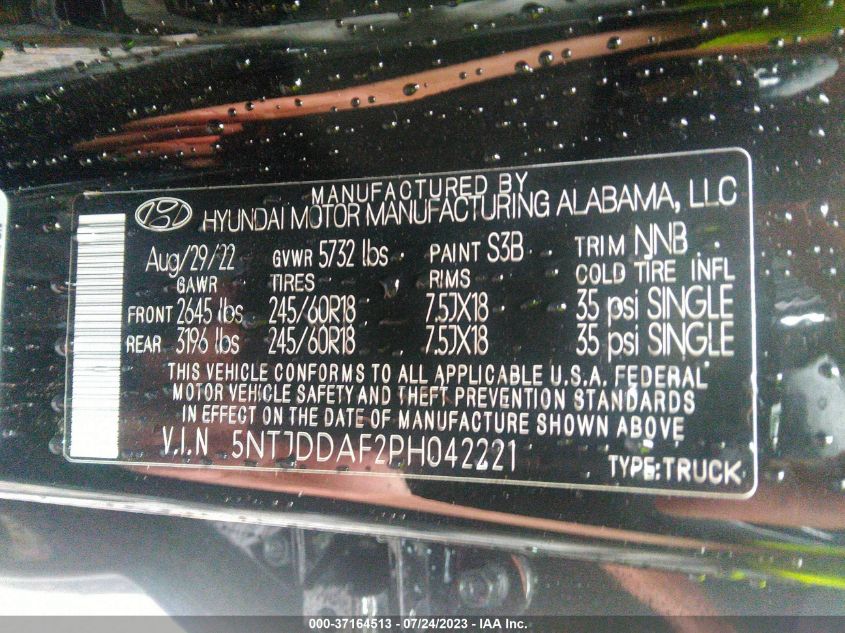 MANUFACTURED BY
HYUNDAI MOTOR MANUFACTURING ALABAMA, LLC
Aug/29/22 GVWR 5732 lbs PAINT S3B TRIM NNB
GAWR TIRES RIMS COLD TIRE INFL
FRONT 2645 lbs 245/60R18 7.5JX18 35 psi SINGLE
REAR 3196 lbs 245/60R18 7.5JX18 35 psi SINGLE
THIS VEHICLE CONFORMS TO ALL APPLICABLE U.S.A. FEDERAL
MOTOR VEHICLE SAFETY AND THEFT PREVENTION STANDARDS
IN EFFECT ON THE DATE OF MANUFACTURE SHOWN ABOVE
V.I.N 5NTJDDAF2PH042221 TYPE:TRUCK
000-37164513 - 07/24/2023 - IAA Inc.